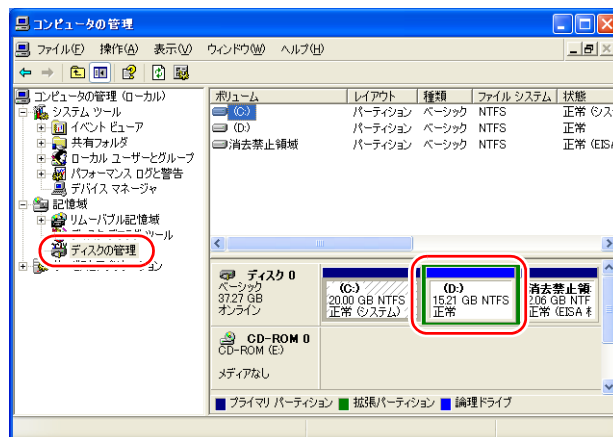 コンピュータの管理
ファイル(F) 操作(A) 表示(V) ウィンドウ(W) ヘルプ(H)
コンピュータの管理 (ローカル)
システム ツール
イベント ビューア
共有フォルダ
ローカル ユーザーとグループ
パフォーマンス ログと警告
デバイス マネージャ
記憶域
リムーバブル記憶域
ツール
ディスクの管理
ション
ボリューム レイアウト 種類 ファイル システム 状態
(C:) パーティション ベーシック NTFS 正常 (シス
(D:) パーティション ベーシック NTFS 正常
消去禁止領域 パーティション ベーシック NTFS 正常 (EISA
ディスク 0
ベーシック
37.27 GB
オンライン
(C:)
20.00 GB NTFS
正常 (システム)
(D:)
15.21 GB NTFS
正常
消去禁止領
2.06 GB NTF
正常 (EISA
CD-ROM 0
CD-ROM (E:)
メディアなし
プライマリ パーティション 拡張パーティション 論理ドライブ